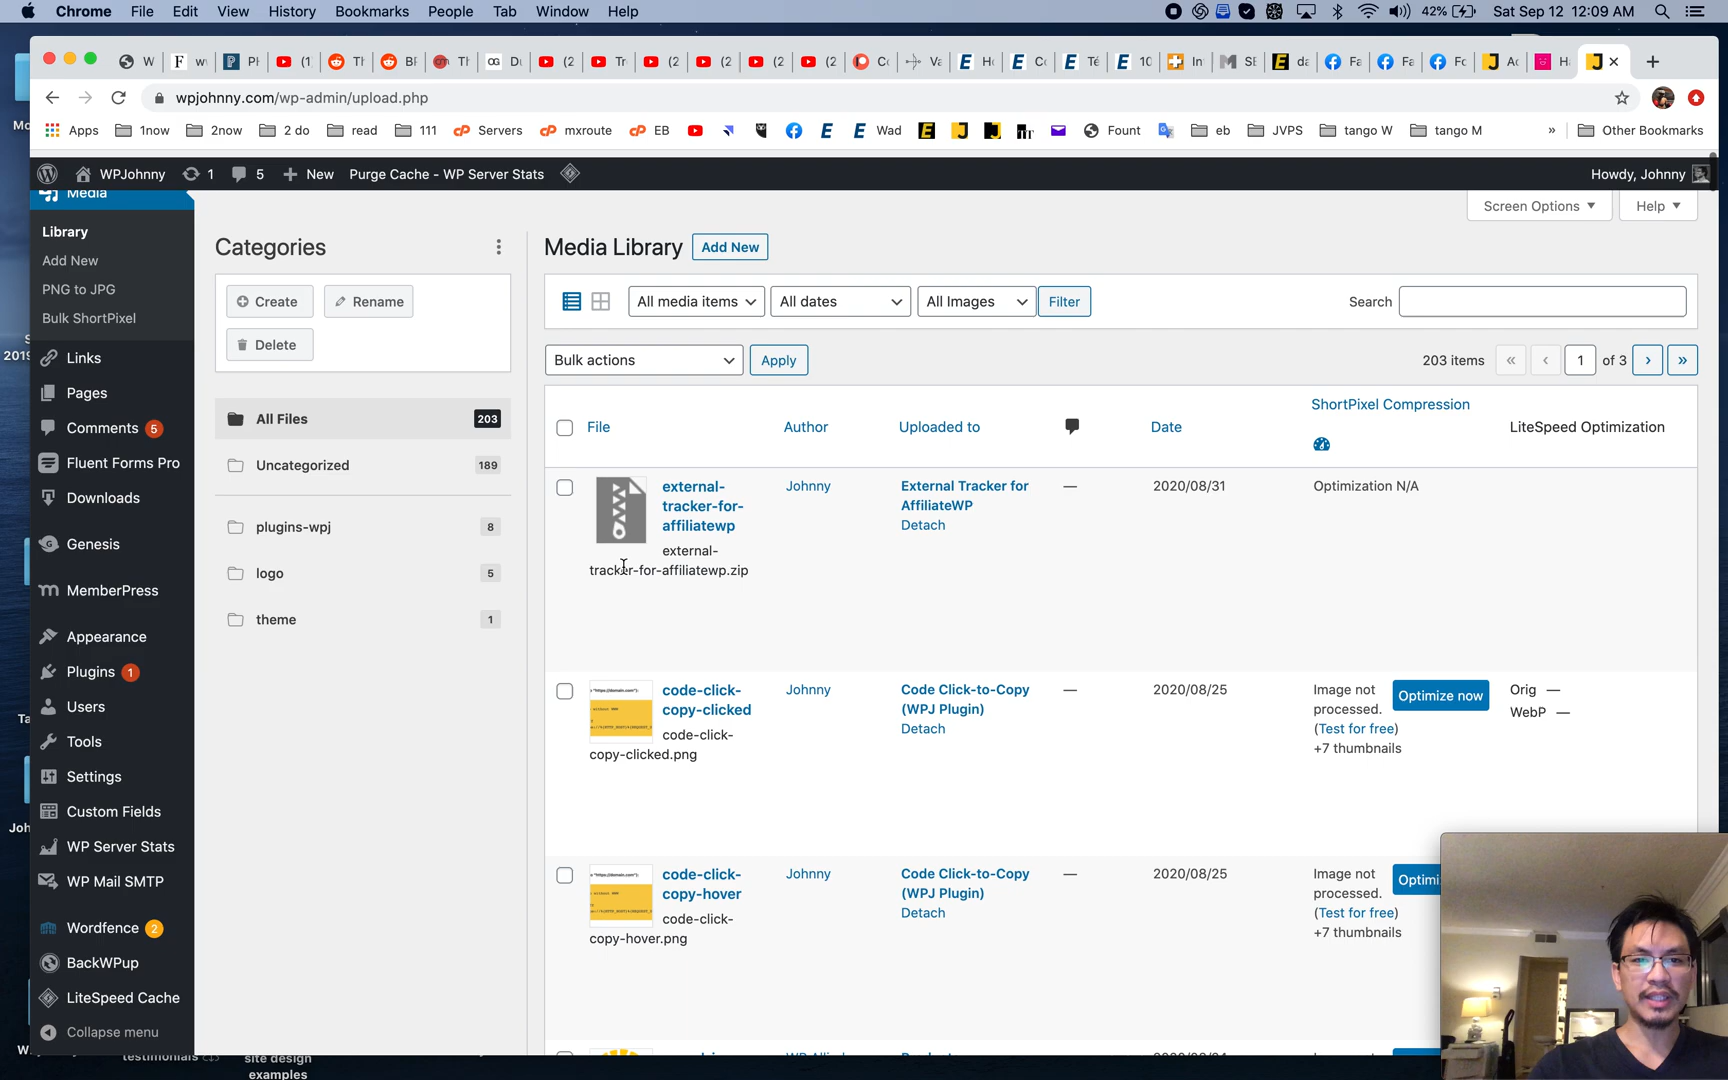 Chrome File Edit View History Bookmarks People Tab Window Help 42% Sat Sep 12 12:09 AM
wpjohnny.com/wp-admin/upload.php
Apps 1now 2now 2 do read 111 Servers mxroute EB Wad Fount eb JVPS tango W tango M » Other Bookmarks
WPJohnny 1 5 New Purge Cache - WP Server Stats Howdy, Johnny
Media
Library
Add New
PNG to JPG
Bulk ShortPixel
Links
Pages
Comments 5
Fluent Forms Pro
Downloads
Genesis
MemberPress
Appearance
Plugins 1
Users
Tools
Settings
Custom Fields
WP Server Stats
WP Mail SMTP
Wordfence 2
BackWPup
LiteSpeed Cache
Collapse menu
Categories
Create Rename
Delete
All Files 203
Uncategorized 189
plugins-wpj 8
logo 5
theme 1
Screen Options Help
Media Library Add New
All media items All dates All Images Filter Search
Bulk actions Apply 203 items « ‹ 1 of 3 › »
File Author Uploaded to Date ShortPixel Compression LiteSpeed Optimization
external-
tracker-for-
affiliatewp
external-
tracker-for-affiliatewp.zip
Johnny
External Tracker for
AffiliateWP
Detach
—
2020/08/31
Optimization N/A
code-click-
copy-clicked
code-click-
copy-clicked.png
Johnny
Code Click-to-Copy
(WPJ Plugin)
Detach
—
2020/08/25
Image not
processed.
(Test for free)
+7 thumbnails
Optimize now
Orig —
WebP —
code-click-
copy-hover
code-click-
copy-hover.png
Johnny
Code Click-to-Copy
(WPJ Plugin)
Detach
—
2020/08/25
Image not
processed.
(Test for free)
+7 thumbnails
Optimi
testimonials
site design
examples